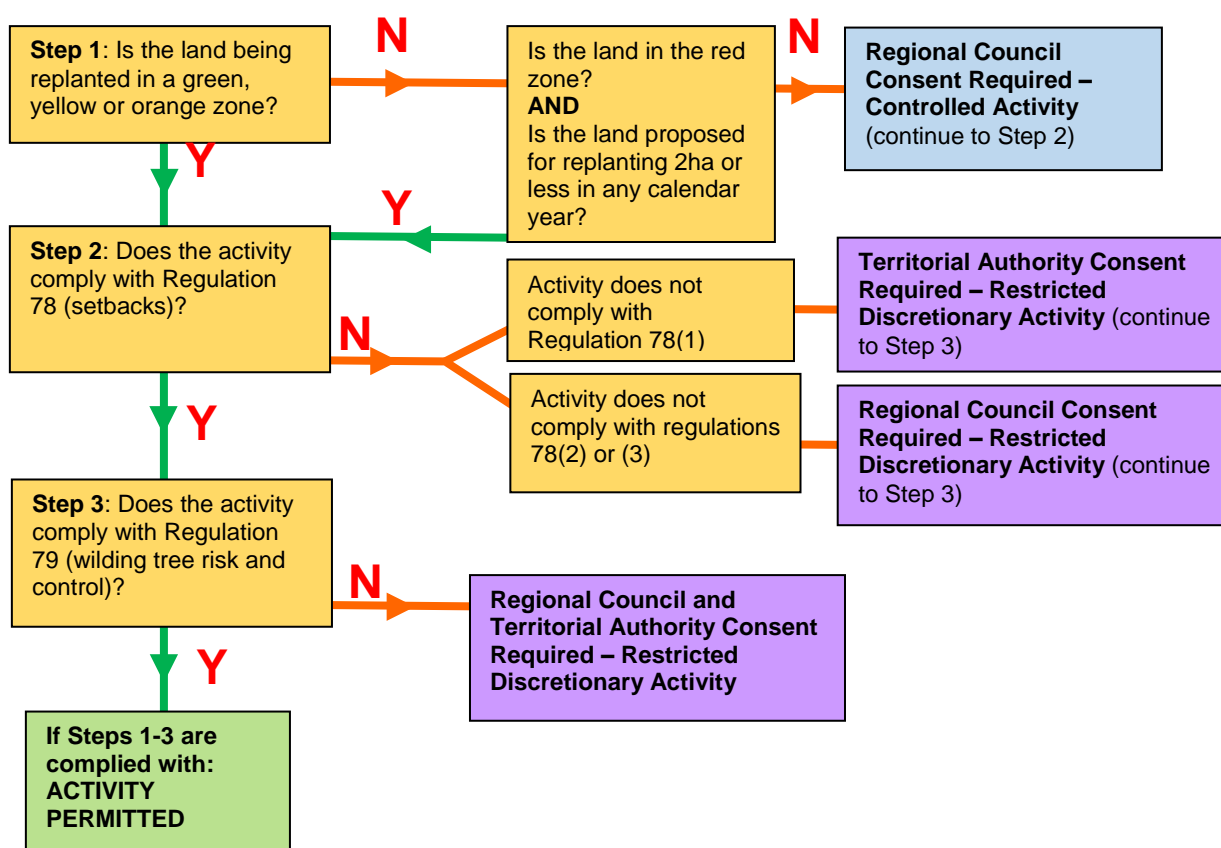 Step 1: Is the land being
replanted in a green,
yellow or orange zone?
N
Is the land in the red
zone?
AND
Is the land proposed
for replanting 2ha or
less in any calendar
year?
N
Regional Council
Consent Required –
Controlled Activity
(continue to Step 2)
Y
Y
Step 2: Does the activity
comply with Regulation
78 (setbacks)?
N
Activity does not
comply with
Regulation 78(1)
Territorial Authority Consent
Required – Restricted
Discretionary Activity (continue
to Step 3)
Activity does not
comply with regulations
78(2) or (3)
Regional Council Consent
Required – Restricted
Discretionary Activity (continue
to Step 3)
Y
Step 3: Does the activity
comply with Regulation
79 (wilding tree risk and
control)?
N
Regional Council and
Territorial Authority Consent
Required – Restricted
Discretionary Activity
Y
If Steps 1-3 are
complied with:
ACTIVITY
PERMITTED